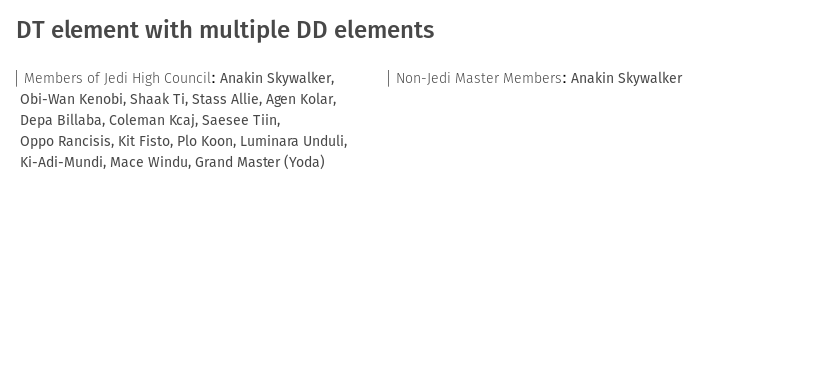 DT element with multiple DD elements
Members of Jedi High Council: Anakin Skywalker,
Obi-Wan Kenobi, Shaak Ti, Stass Allie, Agen Kolar,
Depa Billaba, Coleman Kcaj, Saesee Tiin,
Oppo Rancisis, Kit Fisto, Plo Koon, Luminara Unduli,
Ki-Adi-Mundi, Mace Windu, Grand Master (Yoda)
Non-Jedi Master Members: Anakin Skywalker